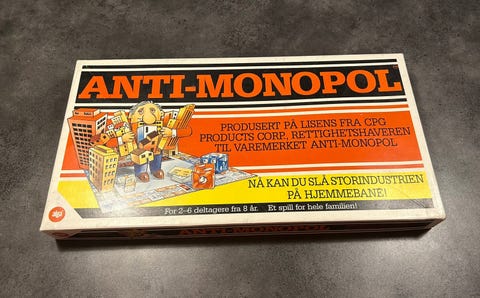 ANTI-MONOPOL
PRODUSERT PÅ LISENS FRA CPG
PRODUCTS CORP., RETTIGHETSHAVEREN
TIL VAREMERKET ANTI-MONOPOL
NÅ KAN DU SLÅ STORINDUSTRIEN
PÅ HJEMMEBANE!
For 2–6 deltagere fra 8 år. Et spill for hele familien!
alga
ANTI-MONOPOL